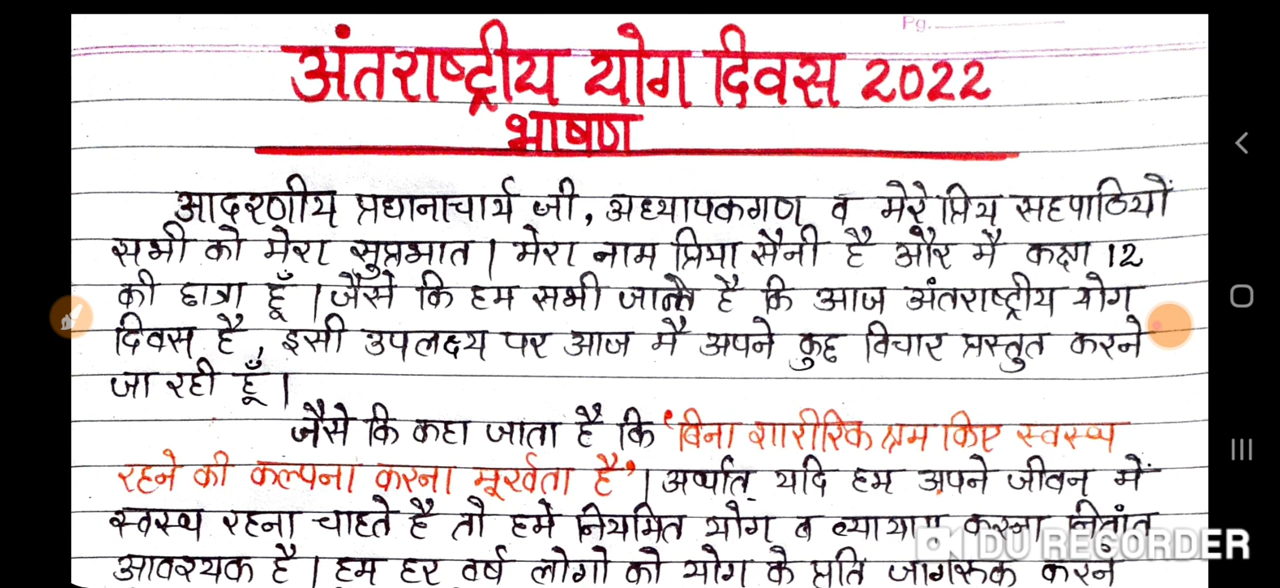 Pg.
अंतराष्ट्रीय योग दिवस 2022
भाषण
आदरणीय प्रधानाचार्य जी, अध्यापकगण व मेरे प्रिय सहपाठियों
सभी को मेरा सुप्रभात। मेरा नाम प्रिया सैनी है और मैं कक्षा 12
की छात्रा हूँ। जैसे कि हम सभी जानते है कि आज अंतराष्ट्रीय योग
दिवस है, इसी उपलक्ष्य पर आज मैं अपने कुछ विचार प्रस्तुत करने
जा रही हूँ।
जैसे कि कहा जाता है कि 'बिना शारीरिक श्रम किए स्वस्थ
रहने की कल्पना करना मूर्खता है'। अर्थात् यदि हम अपने जीवन में
स्वस्थ रहना चाहते है तो हमे नियमित योग व व्यायाम करना नितांत
आवश्यक है। हम हर वर्ष लोगो को योग के प्रति जागरूक करने
DU RECORDER